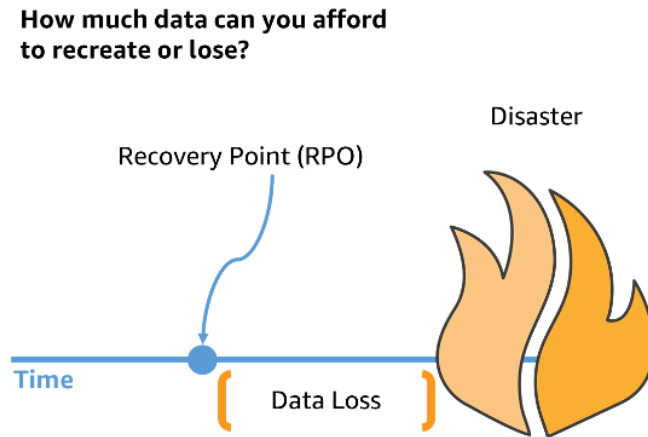 How much data can you afford
to recreate or lose?
Disaster
Recovery Point (RPO)
Time
Data Loss